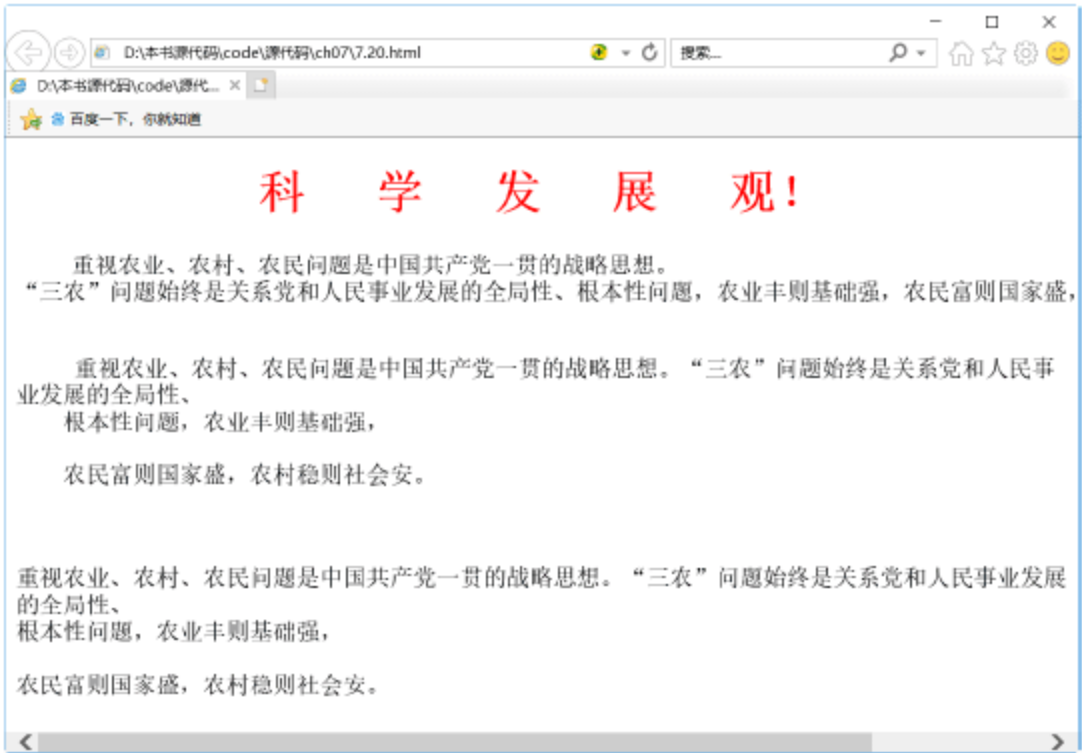 D:\本书源代码\code\源代码\ch07\7.20.html
搜索...
D:\本书源代码\code\源代...
百度一下，你就知道
科 学 发 展 观！
重视农业、农村、农民问题是中国共产党一贯的战略思想。
“三农”问题始终是关系党和人民事业发展的全局性、根本性问题，农业丰则基础强，农民富则国家盛，
重视农业、农村、农民问题是中国共产党一贯的战略思想。“三农”问题始终是关系党和人民事
业发展的全局性、
根本性问题，农业丰则基础强，
农民富则国家盛，农村稳则社会安。
重视农业、农村、农民问题是中国共产党一贯的战略思想。“三农”问题始终是关系党和人民事业发展
的全局性、
根本性问题，农业丰则基础强，
农民富则国家盛，农村稳则社会安。